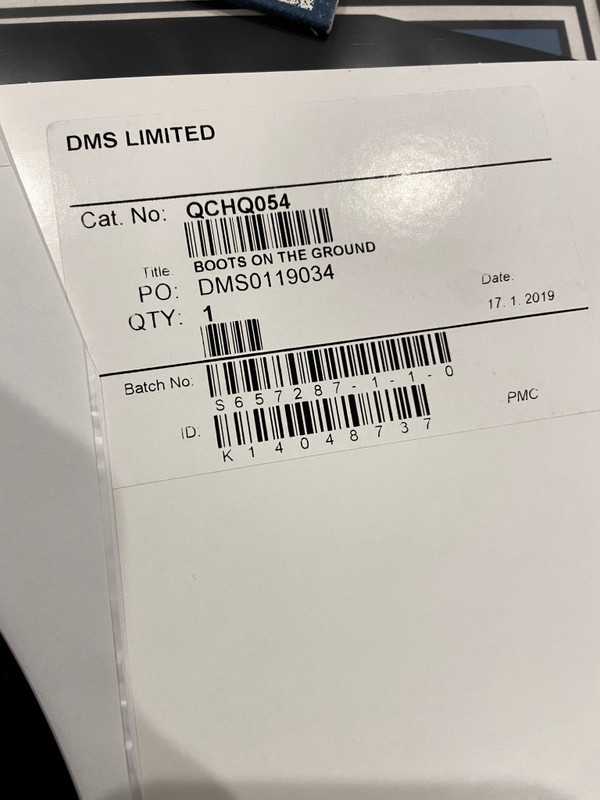 DMS LIMITED
Cat. No: QCHQ054
Title BOOTS ON THE GROUND
PO: DMS0119034
Date.
QTY: 1
17. 1. 2019
Batch No.
S657287-1-1-0
PMC
ID.
K14048737